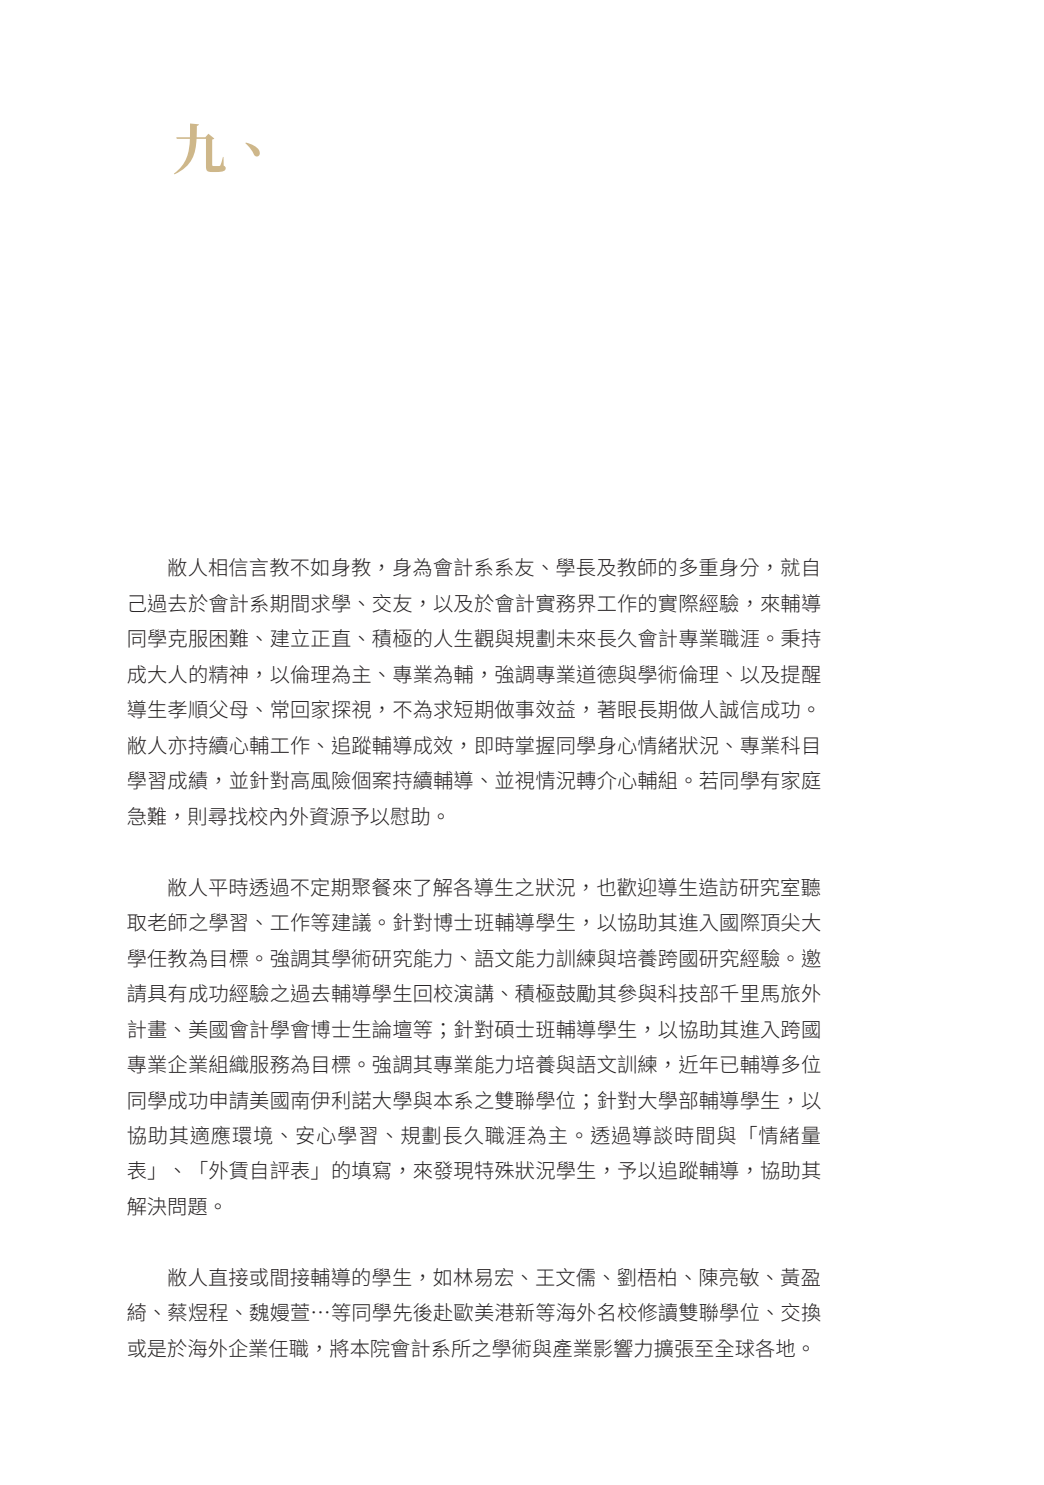 九、
敝人相信言教不如身教，身為會計系系友、學長及教師的多重身分，就自
己過去於會計系期間求學、交友，以及於會計實務界工作的實際經驗，來輔導
同學克服困難、建立正直、積極的人生觀與規劃未來長久會計專業職涯。秉持
成大人的精神，以倫理為主、專業為輔，強調專業道德與學術倫理、以及提醒
導生孝順父母、常回家探視，不為求短期做事效益，著眼長期做人誠信成功。
敝人亦持續心輔工作、追蹤輔導成效，即時掌握同學身心情緒狀況、專業科目
學習成績，並針對高風險個案持續輔導、並視情況轉介心輔組。若同學有家庭
急難，則尋找校內外資源予以慰助。
敝人平時透過不定期聚餐來了解各導生之狀況，也歡迎導生造訪研究室聽
取老師之學習、工作等建議。針對博士班輔導學生，以協助其進入國際頂尖大
學任教為目標。強調其學術研究能力、語文能力訓練與培養跨國研究經驗。邀
請具有成功經驗之過去輔導學生回校演講、積極鼓勵其參與科技部千里馬旅外
計畫、美國會計學會博士生論壇等；針對碩士班輔導學生，以協助其進入跨國
專業企業組織服務為目標。強調其專業能力培養與語文訓練，近年已輔導多位
同學成功申請美國南伊利諾大學與本系之雙聯學位；針對大學部輔導學生，以
協助其適應環境、安心學習、規劃長久職涯為主。透過導談時間與「情緒量
表」、「外賃自評表」的填寫，來發現特殊狀況學生，予以追蹤輔導，協助其
解決問題。
敝人直接或間接輔導的學生，如林易宏、王文儒、劉梧柏、陳亮敏、黃盈
綺、蔡煜程、魏嫚萱⋯等同學先後赴歐美港新等海外名校修讀雙聯學位、交換
或是於海外企業任職，將本院會計系所之學術與產業影響力擴張至全球各地。